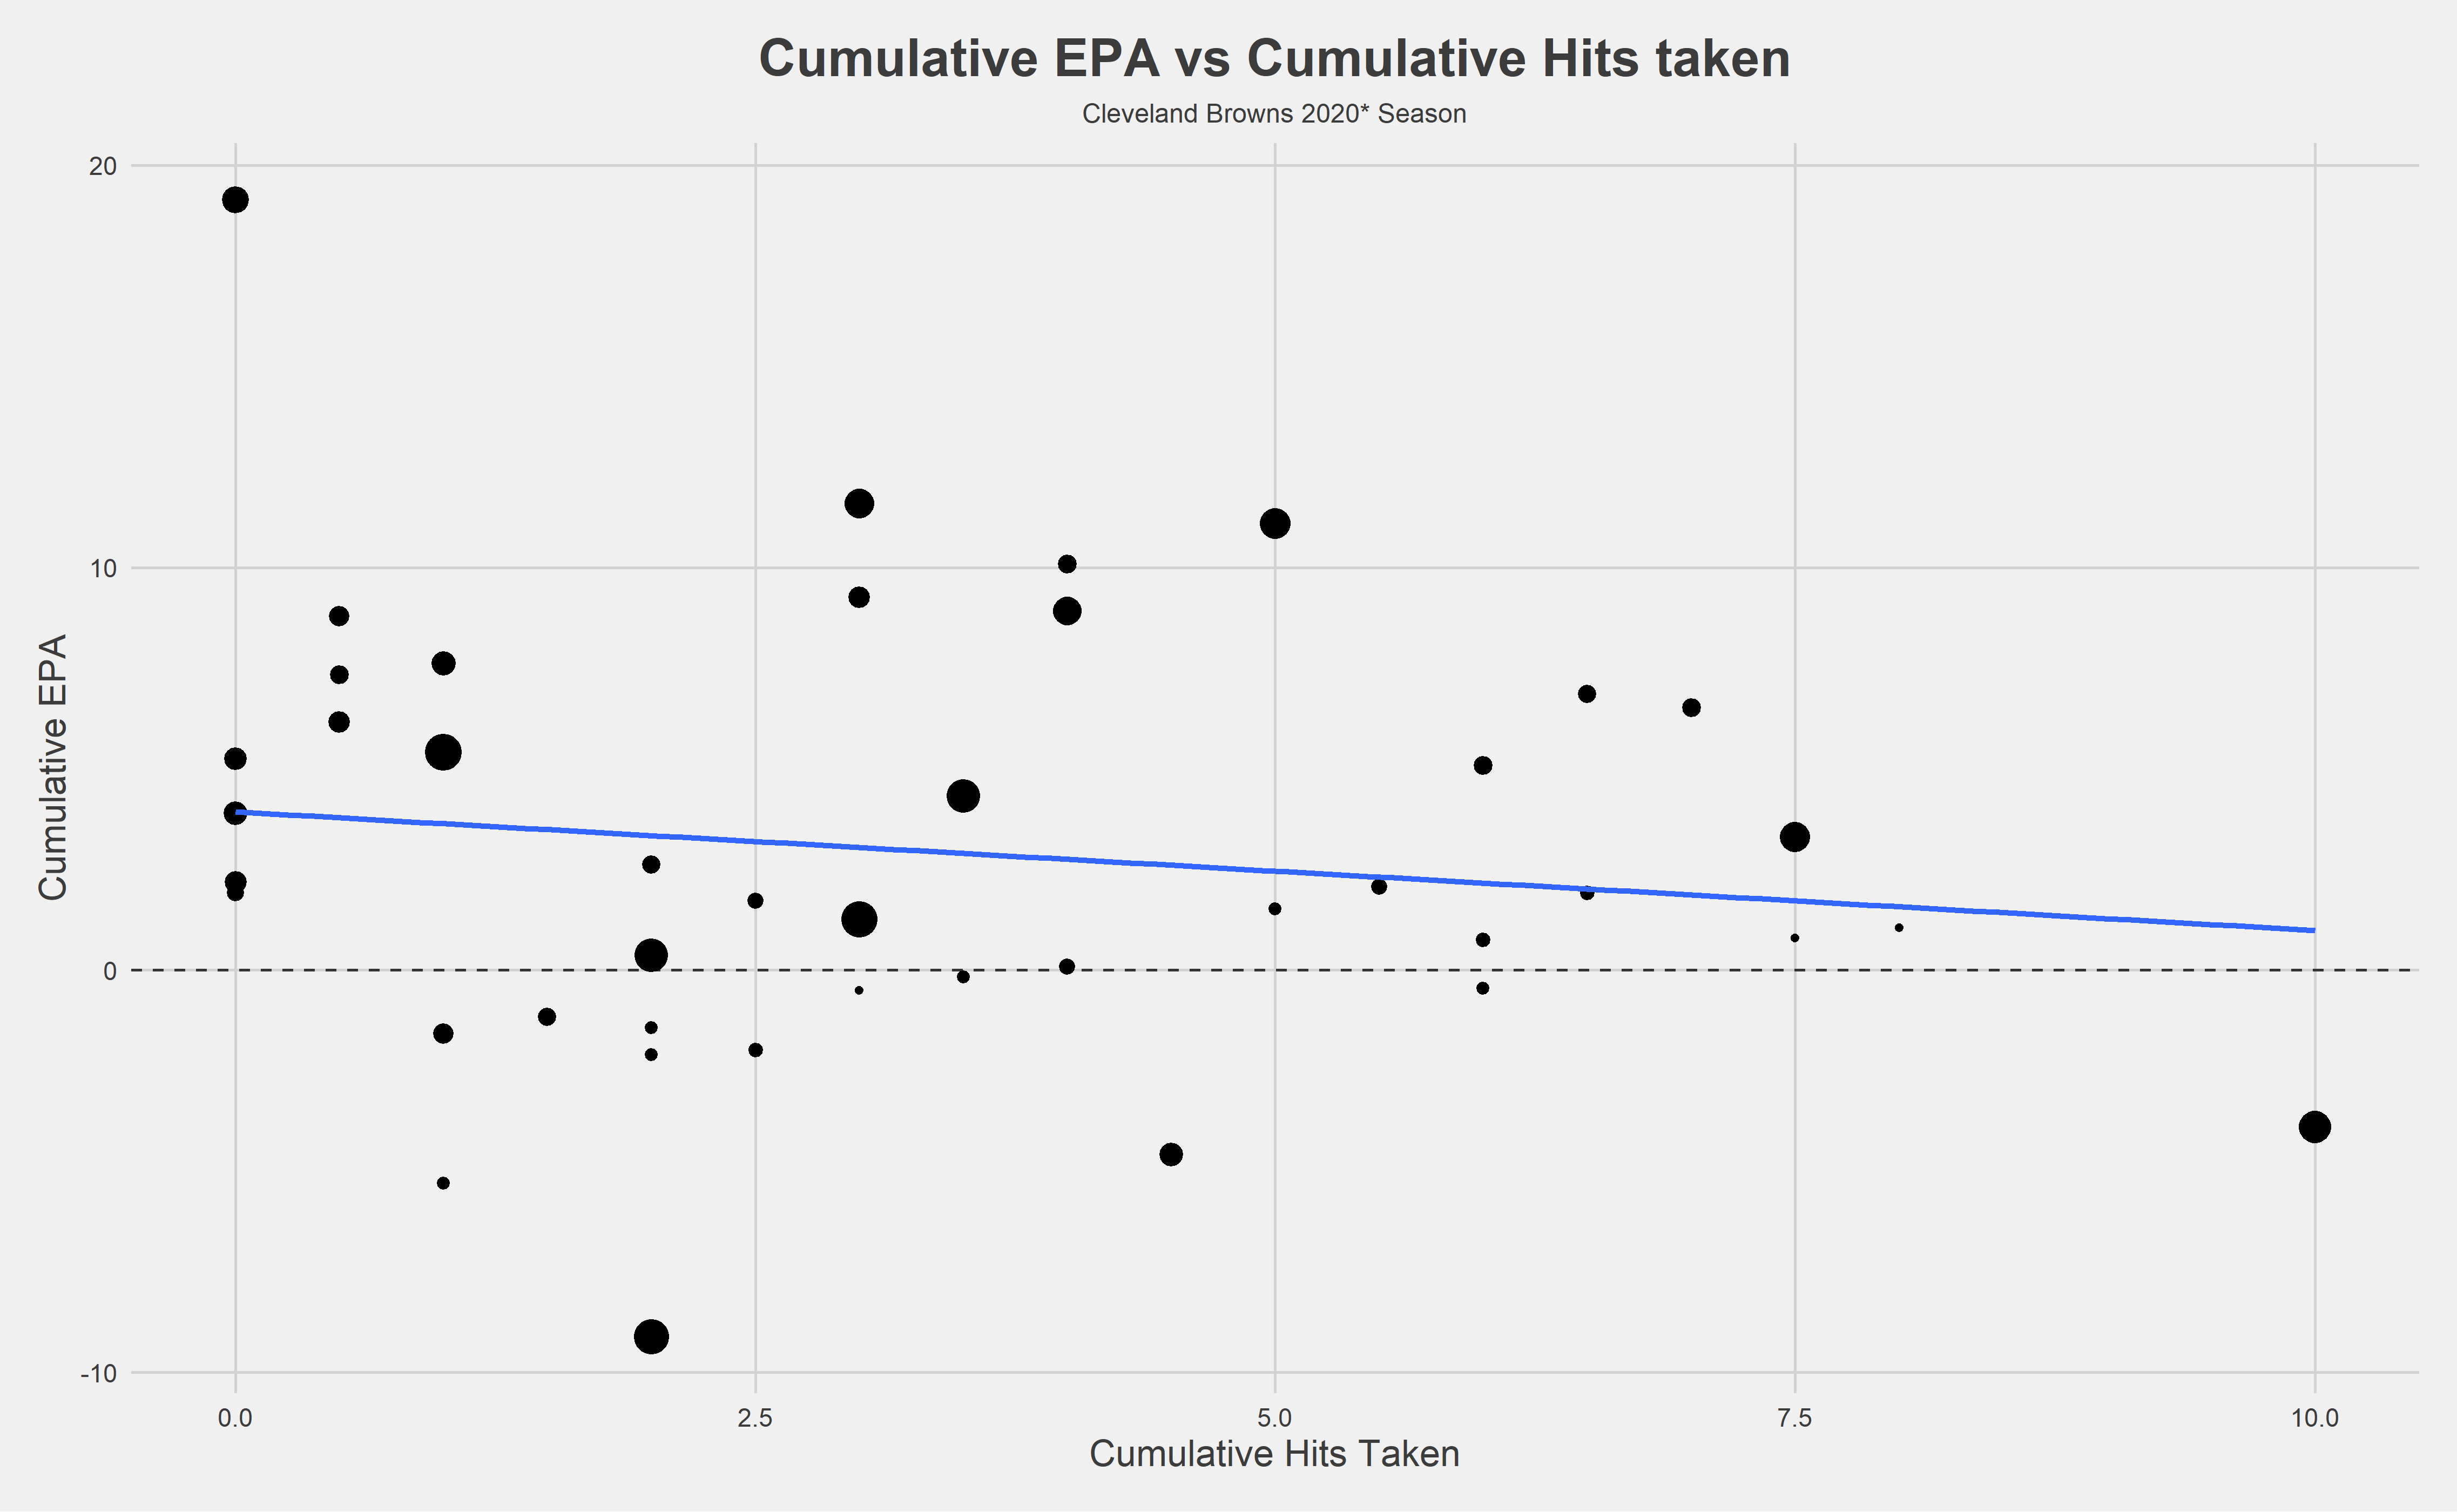 Cumulative EPA vs Cumulative Hits taken
Cleveland Browns 2020* Season
20
10
0
-10
Cumulative EPA
0.0
2.5
5.0
7.5
10.0
Cumulative Hits Taken